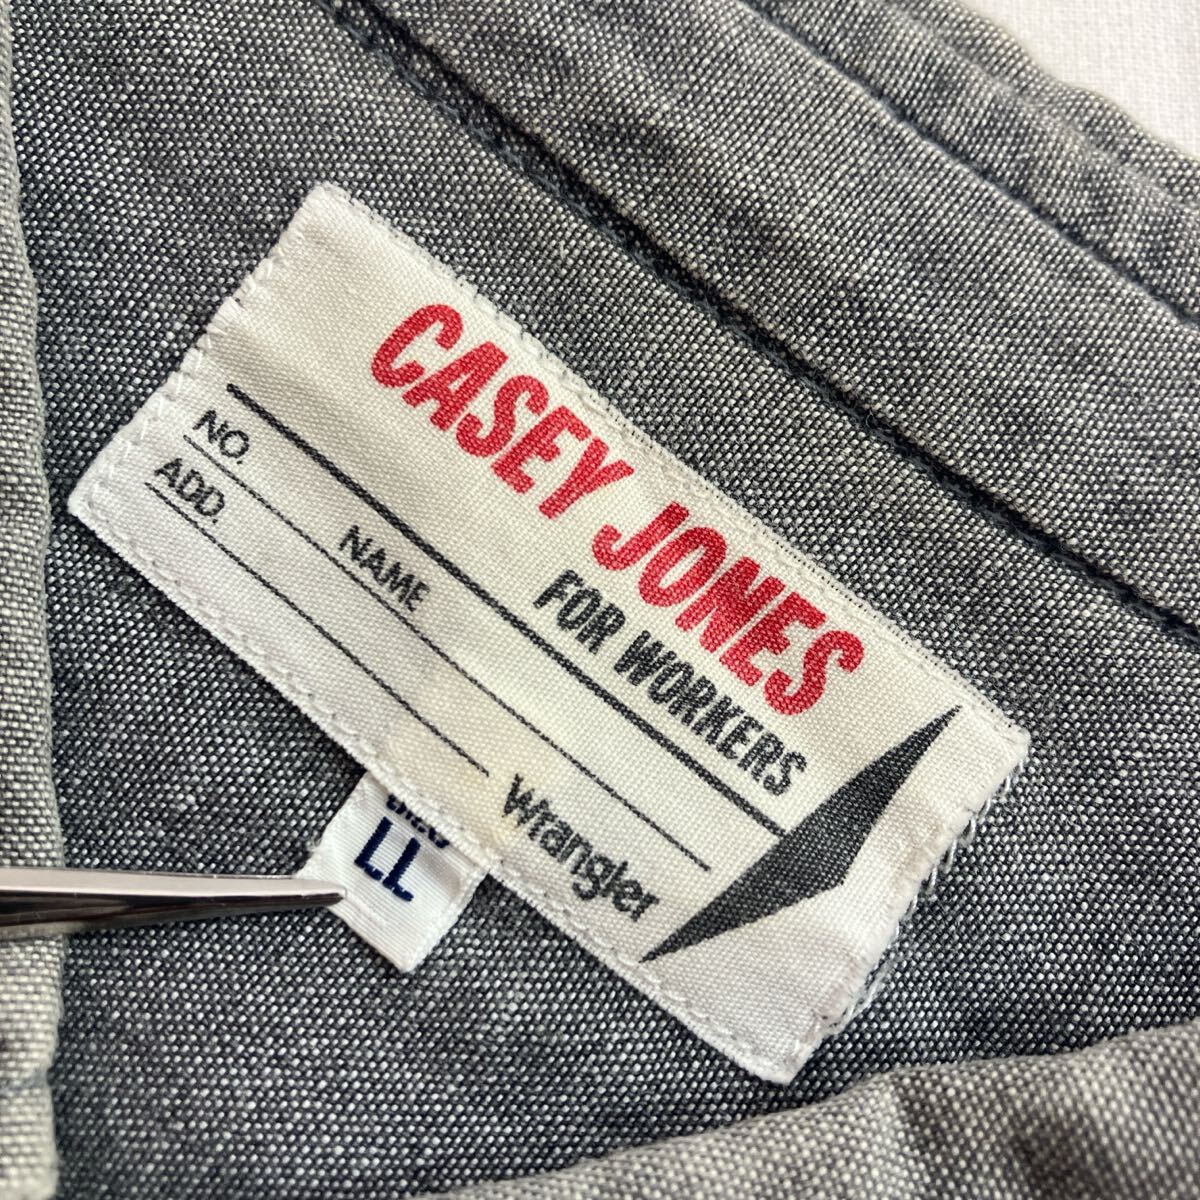 CASEY JONES
FOR WORKERS
NO.
NAME
ADD.
Wrangler
LL